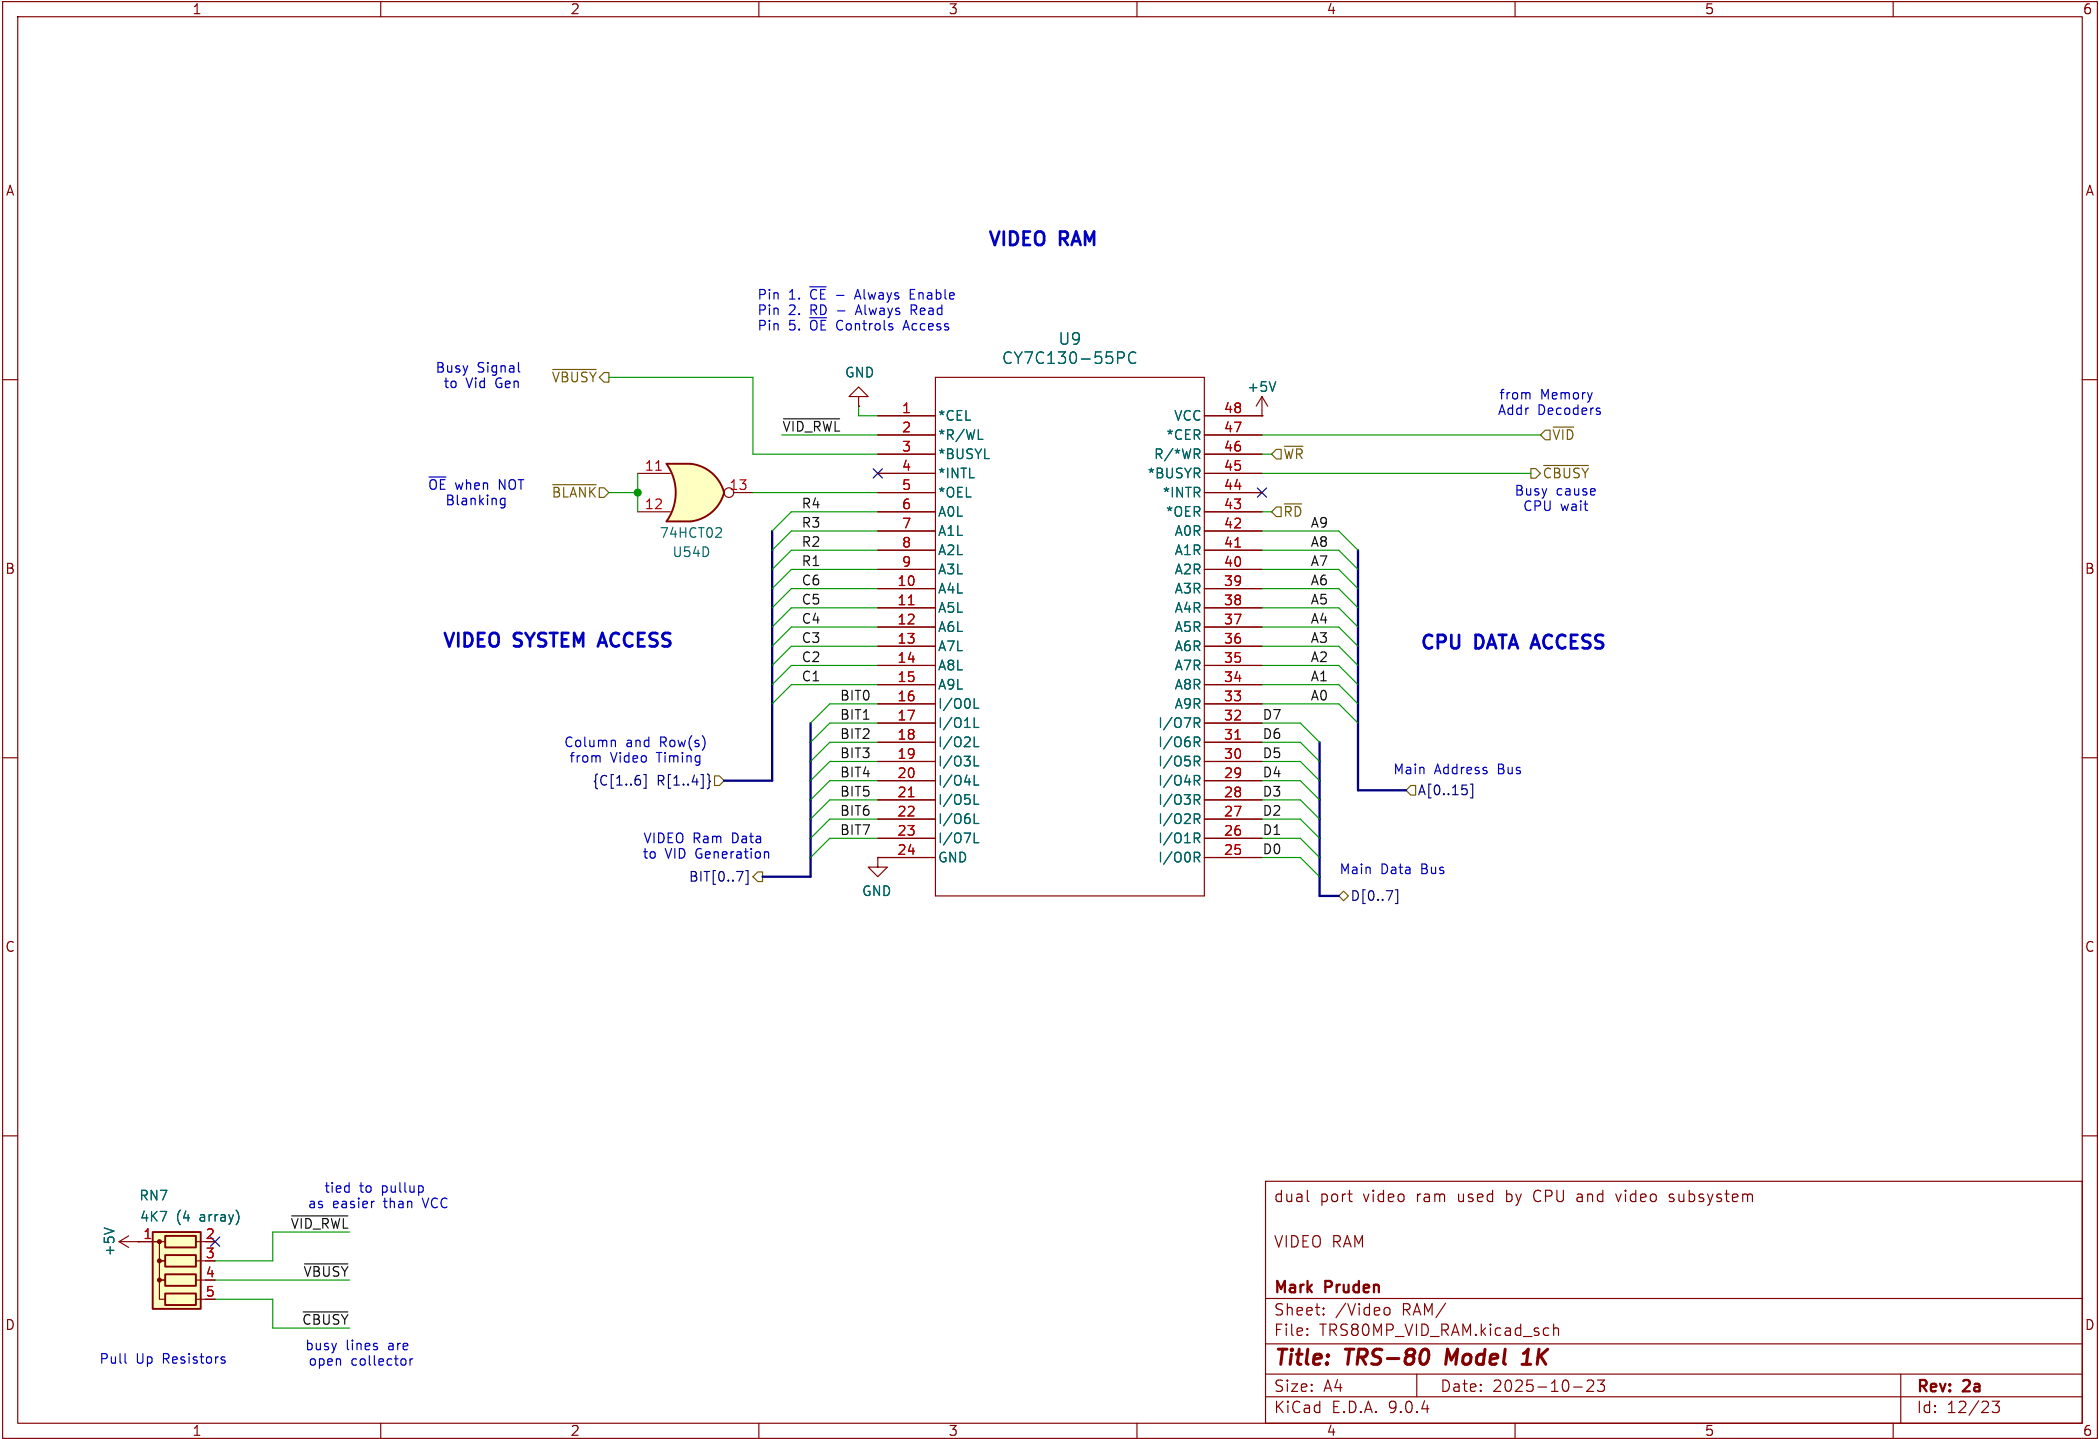 1 2 3 4 5 6
A A
B B
C C
D D
VIDEO RAM
Pin 1. CE - Always Enable
Pin 2. RD - Always Read
Pin 5. OE Controls Access
U9
CY7C130-55PC
Busy Signal
to Vid Gen
VBUSY
GND
VID_RWL
OE when NOT
Blanking
BLANK
11
12
13
74HCT02
U54D
1 *CEL
2 *R/WL
3 *BUSYL
4 *INTL
5 *OEL
R4 6 A0L
R3 7 A1L
R2 8 A2L
R1 9 A3L
C6 10 A4L
C5 11 A5L
C4 12 A6L
C3 13 A7L
C2 14 A8L
C1 15 A9L
BIT0 16 I/O0L
BIT1 17 I/O1L
BIT2 18 I/O2L
BIT3 19 I/O3L
BIT4 20 I/O4L
BIT5 21 I/O5L
BIT6 22 I/O6L
BIT7 23 I/O7L
24 GND
GND
VIDEO SYSTEM ACCESS
Column and Row(s)
from Video Timing
{C[1..6] R[1..4]}
VIDEO Ram Data
to VID Generation
BIT[0..7]
+5V
VCC 48
*CER 47
R/*WR 46 WR
*BUSYR 45
*INTR 44
*OER 43 RD
A0R 42 A9
A1R 41 A8
A2R 40 A7
A3R 39 A6
A4R 38 A5
A5R 37 A4
A6R 36 A3
A7R 35 A2
A8R 34 A1
A9R 33 A0
I/O7R 32 D7
I/O6R 31 D6
I/O5R 30 D5
I/O4R 29 D4
I/O3R 28 D3
I/O2R 27 D2
I/O1R 26 D1
I/O0R 25 D0
from Memory
Addr Decoders
VID
CBUSY
Busy cause
CPU wait
CPU DATA ACCESS
Main Address Bus
A[0..15]
Main Data Bus
D[0..7]
RN7
4K7 (4 array)
+5V
1
2
3
4
5
tied to pullup
as easier than VCC
VID_RWL
VBUSY
CBUSY
busy lines are
open collector
Pull Up Resistors
dual port video ram used by CPU and video subsystem
VIDEO RAM
Mark Pruden
Sheet: /Video RAM/
File: TRS80MP_VID_RAM.kicad_sch
Title: TRS-80 Model 1K
Size: A4 Date: 2025-10-23 Rev: 2a
KiCad E.D.A. 9.0.4 Id: 12/23
1 2 3 4 5 6